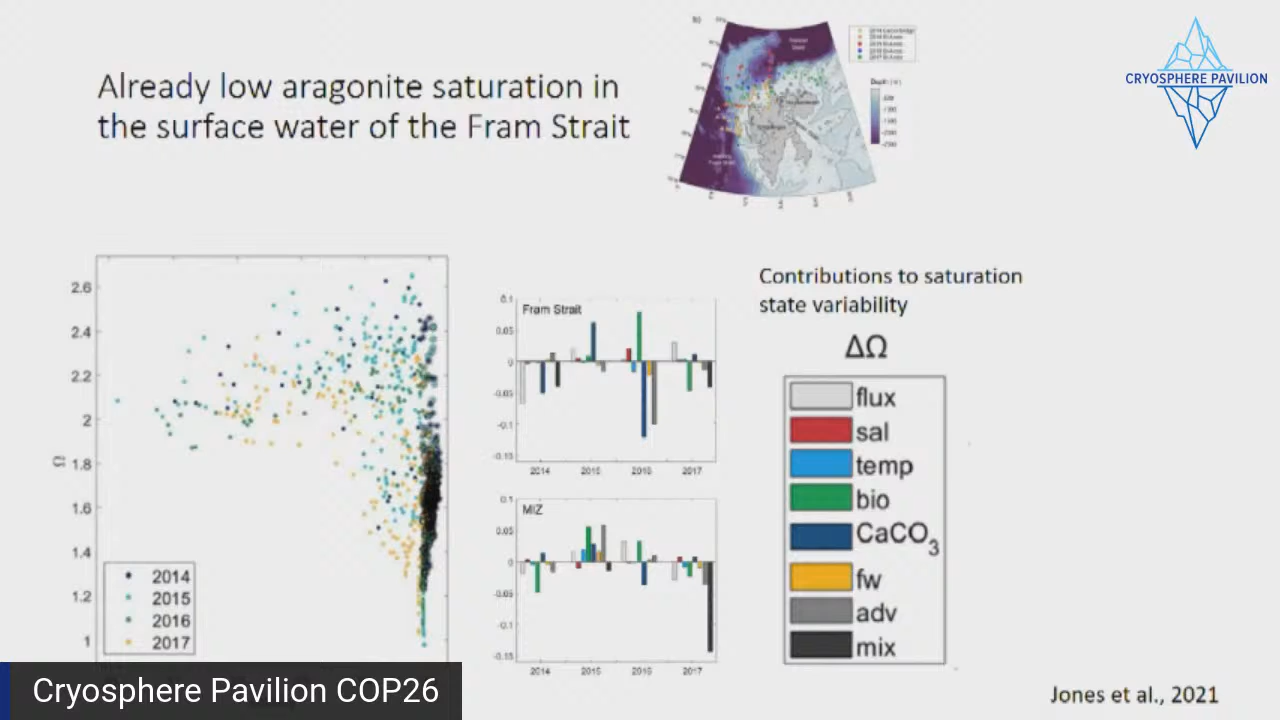 Already low aragonite saturation in
the surface water of the Fram Strait
CRYOSPHERE PAVILION
Contributions to saturation
state variability
ΔΩ
flux
sal
temp
bio
CaCO3
fw
adv
mix
2.6
2.4
2.2
2
1.8
1.6
1.4
1.2
1
Ω
2014
2015
2016
2017
Fram Strait
0.1
0.05
0
-0.05
-0.1
-0.15
2014 2015 2016 2017
MIZ
0.1
0.05
0
-0.05
-0.1
-0.15
2014 2015 2016 2017
Cryosphere Pavilion COP26
Jones et al., 2021